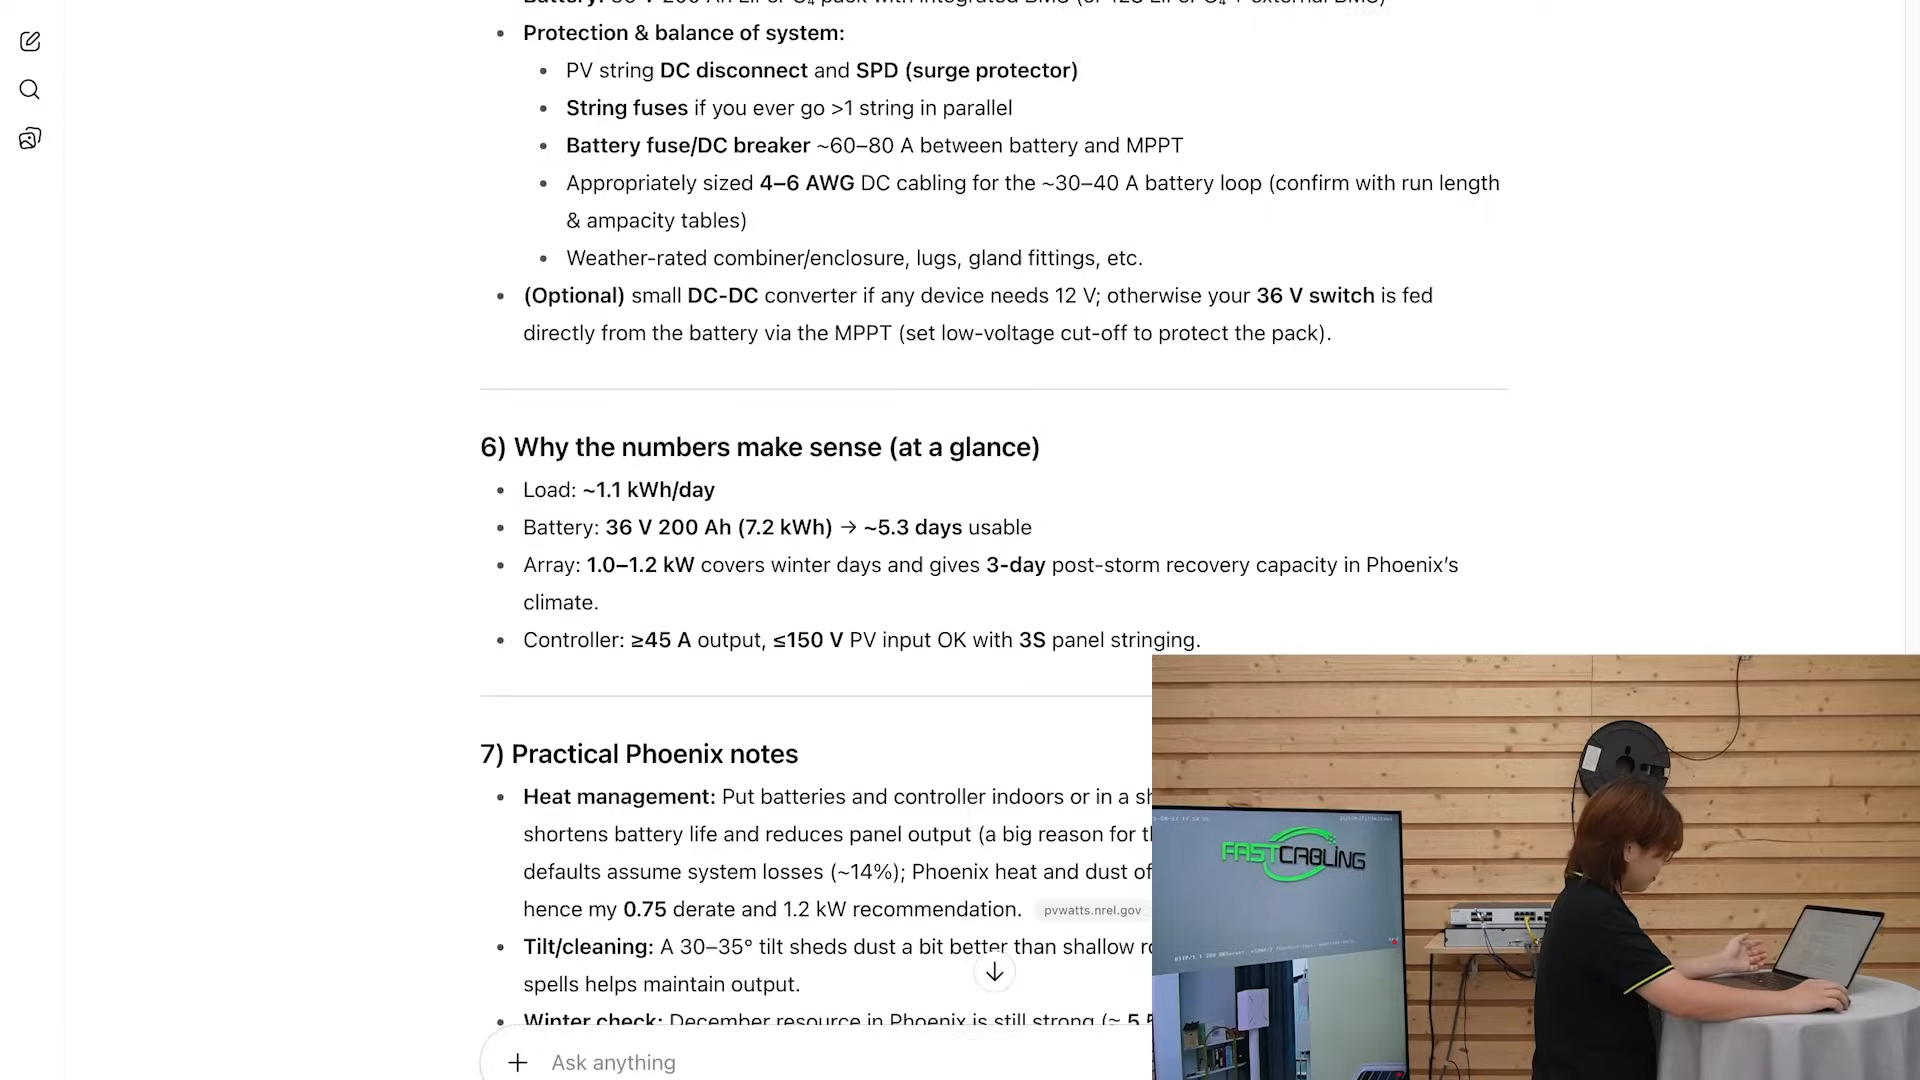 Protection & balance of system:
PV string DC disconnect and SPD (surge protector)
String fuses if you ever go >1 string in parallel
Battery fuse/DC breaker ~60–80 A between battery and MPPT
Appropriately sized 4–6 AWG DC cabling for the ~30–40 A battery loop (confirm with run length
& ampacity tables)
Weather-rated combiner/enclosure, lugs, gland fittings, etc.
(Optional) small DC-DC converter if any device needs 12 V; otherwise your 36 V switch is fed
directly from the battery via the MPPT (set low-voltage cut-off to protect the pack).
6) Why the numbers make sense (at a glance)
Load: ~1.1 kWh/day
Battery: 36 V 200 Ah (7.2 kWh) → ~5.3 days usable
Array: 1.0–1.2 kW covers winter days and gives 3-day post-storm recovery capacity in Phoenix’s
climate.
Controller: ≥45 A output, ≤150 V PV input OK with 3S panel stringing.
7) Practical Phoenix notes
Heat management: Put batteries and controller indoors or in a
shortens battery life and reduces panel output (a big reason for
defaults assume system losses (~14%); Phoenix heat and dust
hence my 0.75 derate and 1.2 kW recommendation. pvwatts.nrel.gov
Tilt/cleaning: A 30–35° tilt sheds dust a bit better than shallow
spells helps maintain output.
Winter check: December resource in Phoenix is still strong (~
Ask anything
FASTCABLING